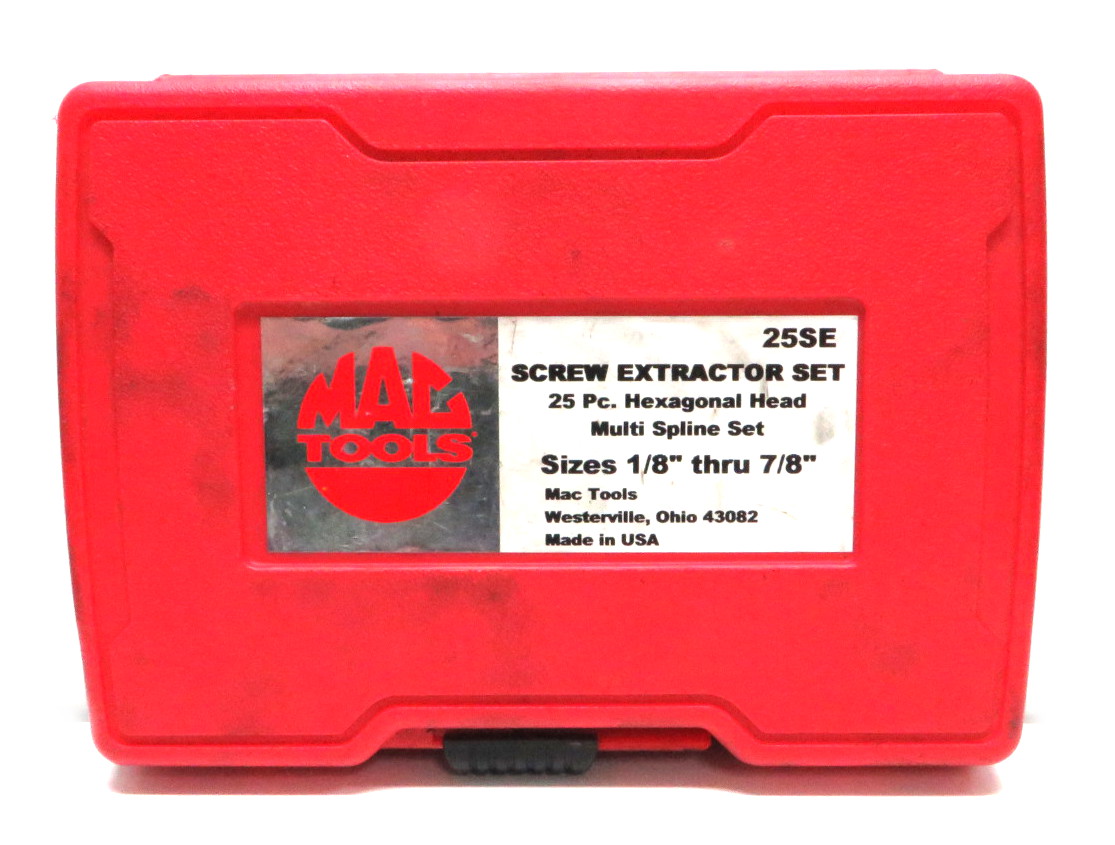 MAC
TOOLS®
25SE
SCREW EXTRACTOR SET
25 Pc. Hexagonal Head
Multi Spline Set
Sizes 1/8" thru 7/8"
Mac Tools
Westerville, Ohio 43082
Made in USA